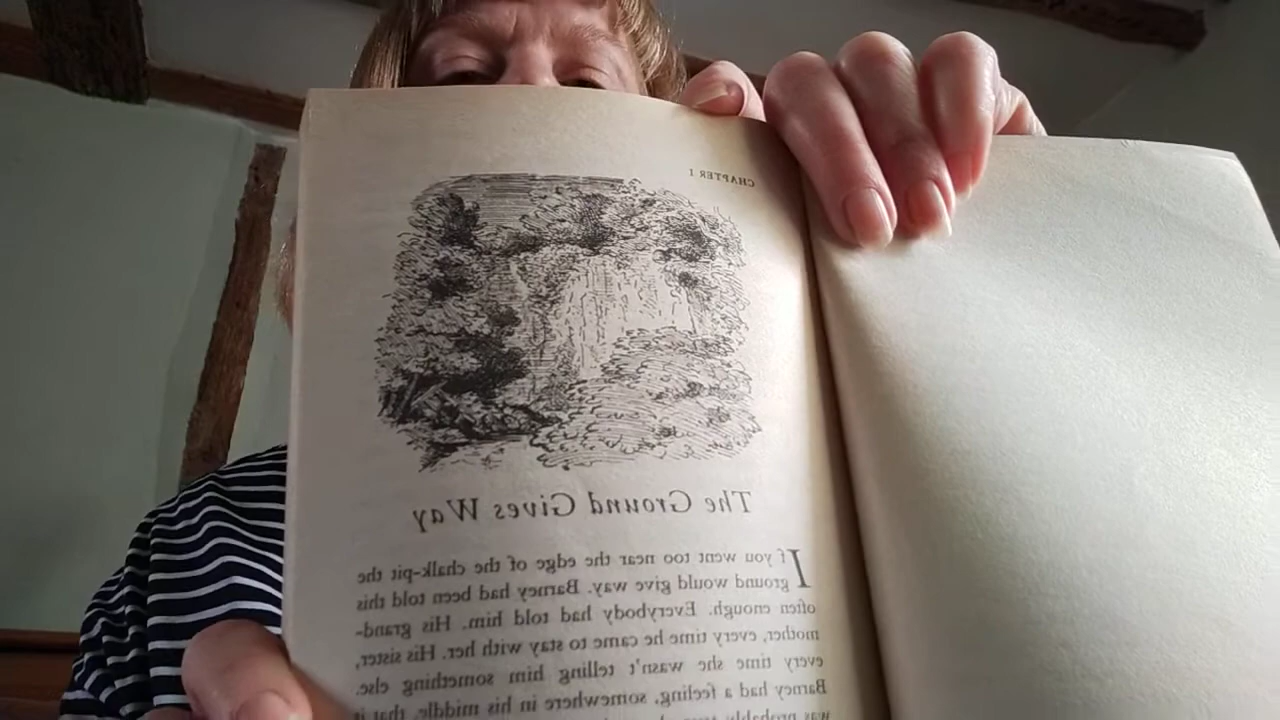 CHAPTER I
The Ground Gives Way
If you went too near the edge of the chalk-pit the
ground would give way. Barney had been told this
often enough. Everybody had told him. His grand-
mother, every time he came to stay with her. His sister,
every time she wasn't telling him something else.
Barney had a feeling, somewhere in his middle, that it
was probably